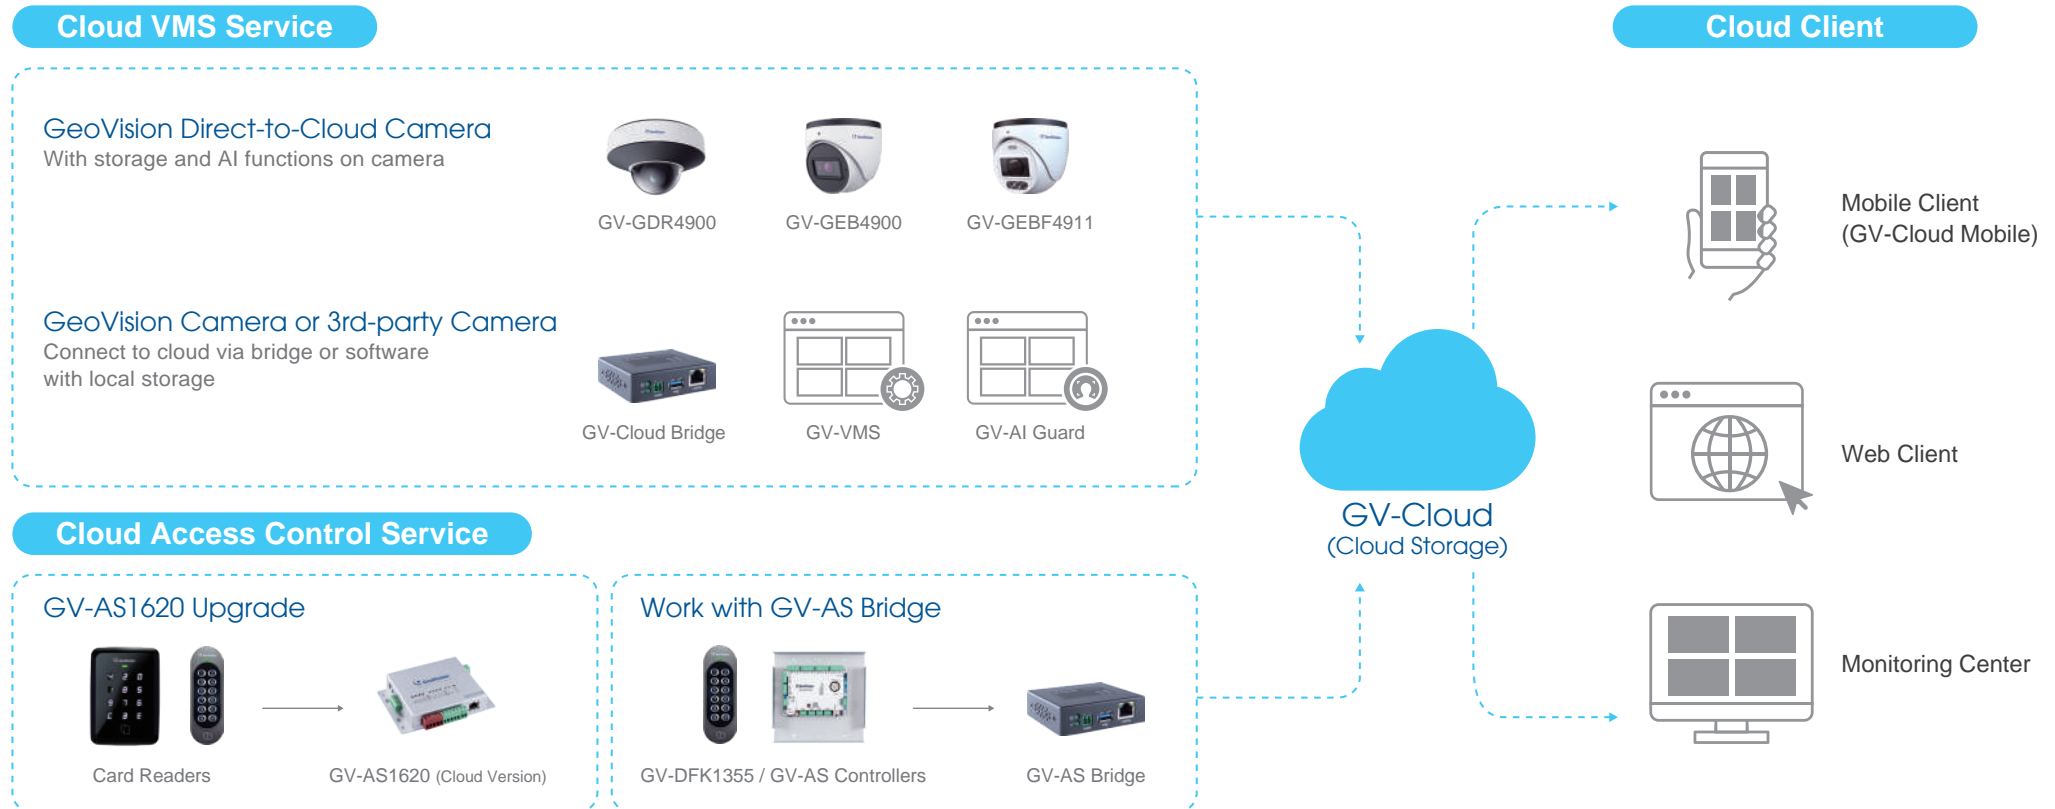 Cloud VMS Service
GeoVision Direct-to-Cloud Camera
With storage and AI functions on camera
GV-GDR4900
GV-GEB4900
GV-GEBF4911
GeoVision Camera or 3rd-party Camera
Connect to cloud via bridge or software
with local storage
GV-Cloud Bridge
GV-VMS
GV-AI Guard
Cloud Access Control Service
GV-AS1620 Upgrade
Card Readers
GV-AS1620 (Cloud Version)
Work with GV-AS Bridge
GV-DFK1355 / GV-AS Controllers
GV-AS Bridge
GV-Cloud
(Cloud Storage)
Cloud Client
Mobile Client
(GV-Cloud Mobile)
Web Client
Monitoring Center